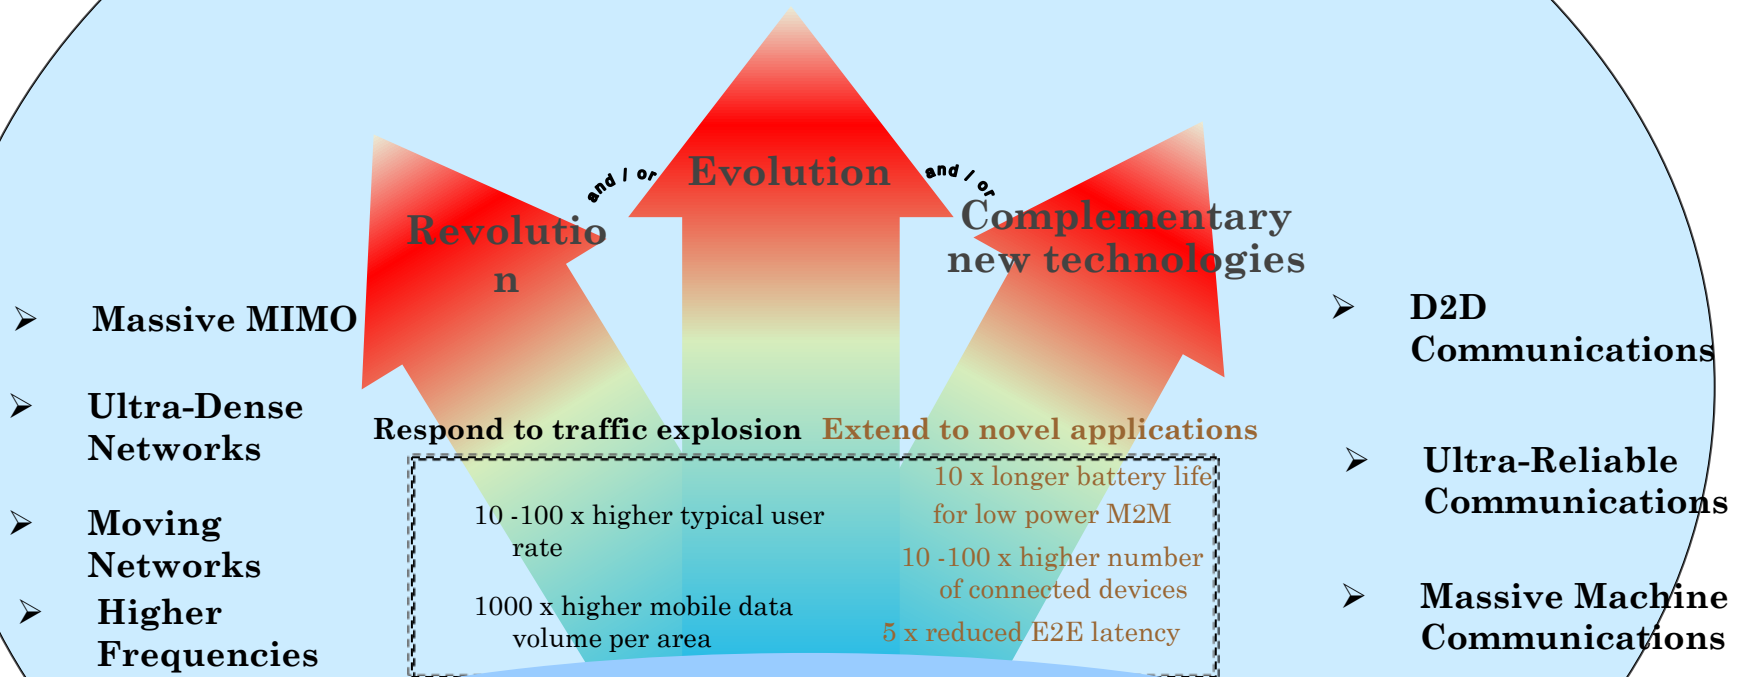 and / or
Evolution
and / or
Revolutio
n
Complementary
new technologies
➢ Massive MIMO
➢ Ultra-Dense
Networks
➢ Moving
Networks
➢ Higher
Frequencies
Respond to traffic explosion
10 -100 x higher typical user
rate
1000 x higher mobile data
volume per area
Extend to novel applications
10 x longer battery life
for low power M2M
10 -100 x higher number
of connected devices
5 x reduced E2E latency
➢ D2D
Communications
➢ Ultra-Reliable
Communications
➢ Massive Machine
Communications